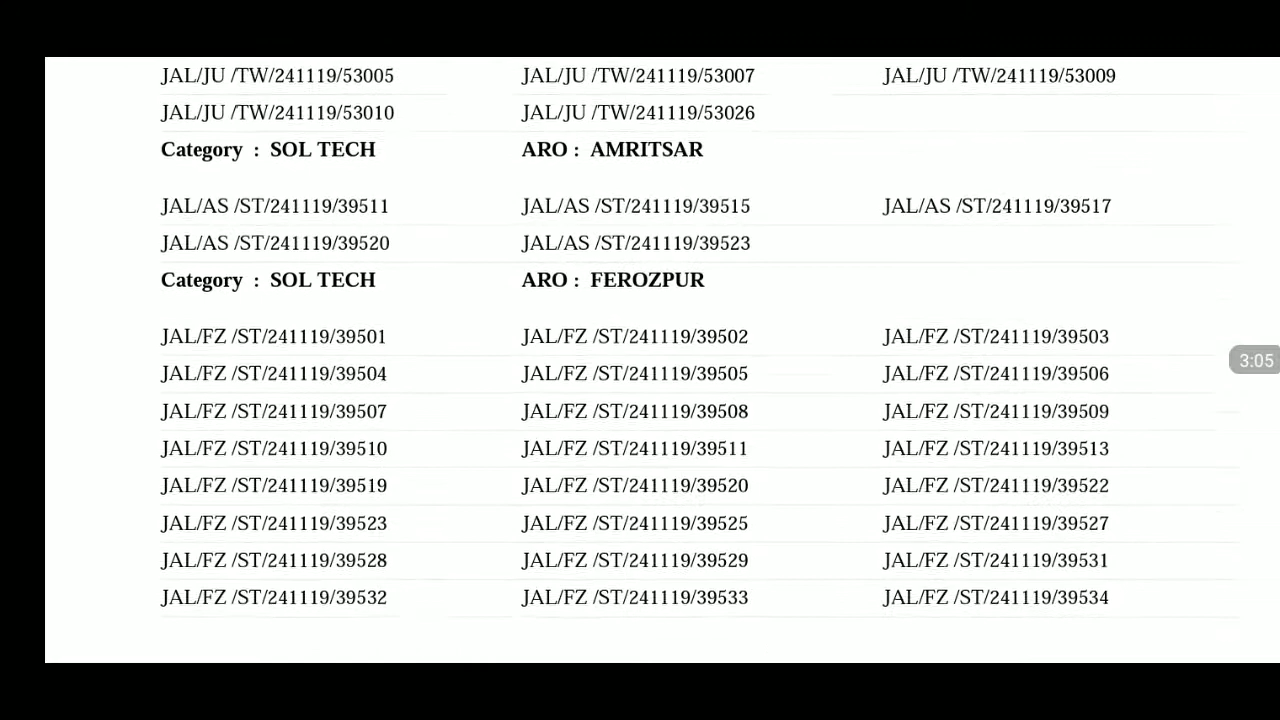 JAL/JU /TW/241119/53005 JAL/JU /TW/241119/53007 JAL/JU /TW/241119/53009
JAL/JU /TW/241119/53010 JAL/JU /TW/241119/53026
Category : SOL TECH ARO : AMRITSAR
JAL/AS /ST/241119/39511 JAL/AS /ST/241119/39515 JAL/AS /ST/241119/39517
JAL/AS /ST/241119/39520 JAL/AS /ST/241119/39523
Category : SOL TECH ARO : FEROZPUR
JAL/FZ /ST/241119/39501 JAL/FZ /ST/241119/39502 JAL/FZ /ST/241119/39503
3:05
JAL/FZ /ST/241119/39504 JAL/FZ /ST/241119/39505 JAL/FZ /ST/241119/39506
JAL/FZ /ST/241119/39507 JAL/FZ /ST/241119/39508 JAL/FZ /ST/241119/39509
JAL/FZ /ST/241119/39510 JAL/FZ /ST/241119/39511 JAL/FZ /ST/241119/39513
JAL/FZ /ST/241119/39519 JAL/FZ /ST/241119/39520 JAL/FZ /ST/241119/39522
JAL/FZ /ST/241119/39523 JAL/FZ /ST/241119/39525 JAL/FZ /ST/241119/39527
JAL/FZ /ST/241119/39528 JAL/FZ /ST/241119/39529 JAL/FZ /ST/241119/39531
JAL/FZ /ST/241119/39532 JAL/FZ /ST/241119/39533 JAL/FZ /ST/241119/39534